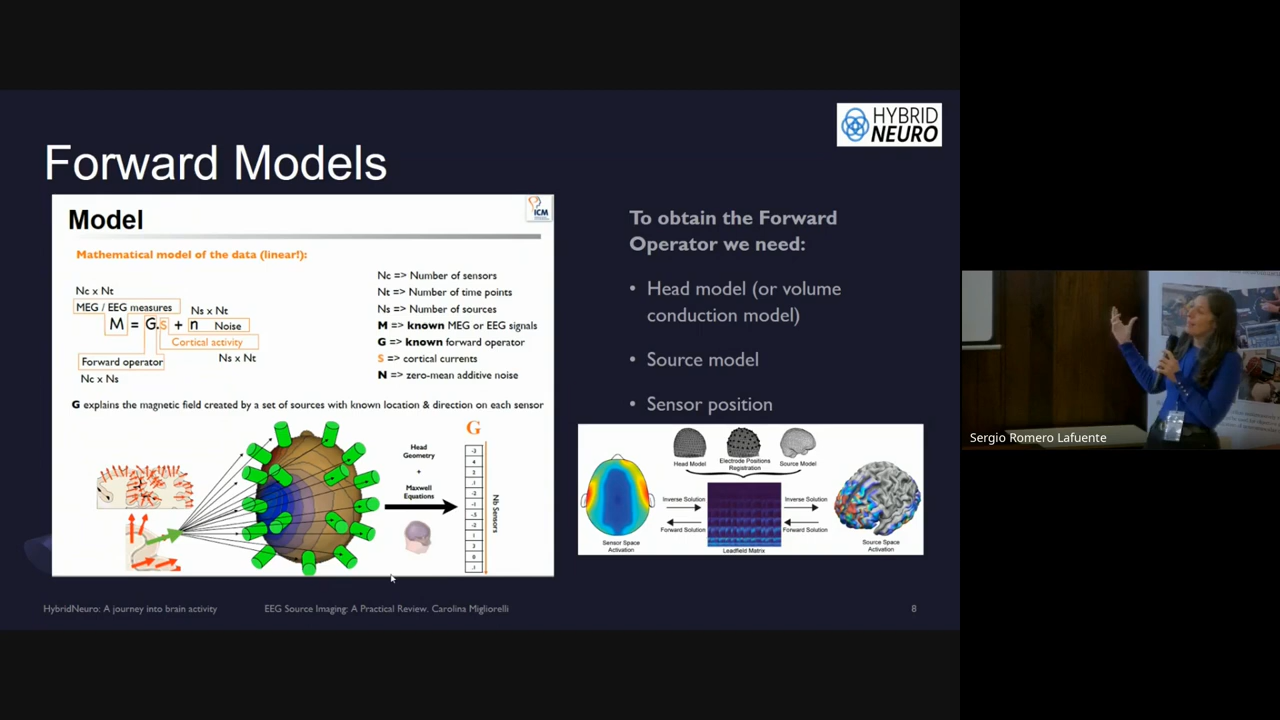 HYBRID
NEURO
Forward Models
Model
ICM
Mathematical model of the data (linear!):
Nc x Nt
MEG / EEG measures
Ns x Nt
M = G.s + n Noise
Cortical activity
Forward operator
Ns x Nt
Nc x Ns
Nc => Number of sensors
Nt => Number of time points
Ns => Number of sources
M => known MEG or EEG signals
G => known forward operator
S => cortical currents
N => zero-mean additive noise
G explains the magnetic field created by a set of sources with known location & direction on each sensor
Head
Geometry
+
Maxwell
Equations
G
Nb Sensors
To obtain the Forward
Operator we need:
• Head model (or volume
conduction model)
• Source model
• Sensor position
Head Model
Electrode Positions
Registration
Source Model
Inverse Solution
Inverse Solution
Forward Solution
Forward Solution
Sensor Space
Activation
Leadfield Matrix
Source Space
Activation
HybridNeuro: A journey into brain activity
EEG Source Imaging: A Practical Review. Carolina Migliorelli
8
Sergio Romero Lafuente